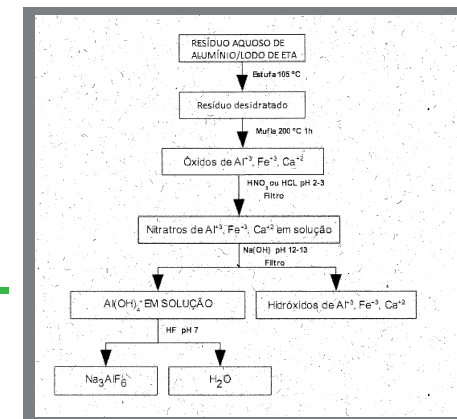 RESÍDUO AQUOSO DE
ALUMÍNIO/LODO DE ETA
Estufa 105 °C
Resíduo desidratado
Mufla 200 °C 1h
Óxidos de Al⁺³, Fe⁺³, Ca⁺²
HNO₃ ou HCL pH 2-3
Filtro
Nitratros de Al⁺³, Fe⁺³, Ca⁺² em solução
Na(OH) pH 12-13
Filtro
Al(OH)₄⁻ EM SOLUÇÃO
Hidróxidos de Al⁺³, Fe⁺³, Ca⁺²
HF pH 7
Na₃AlF₆
H₂O